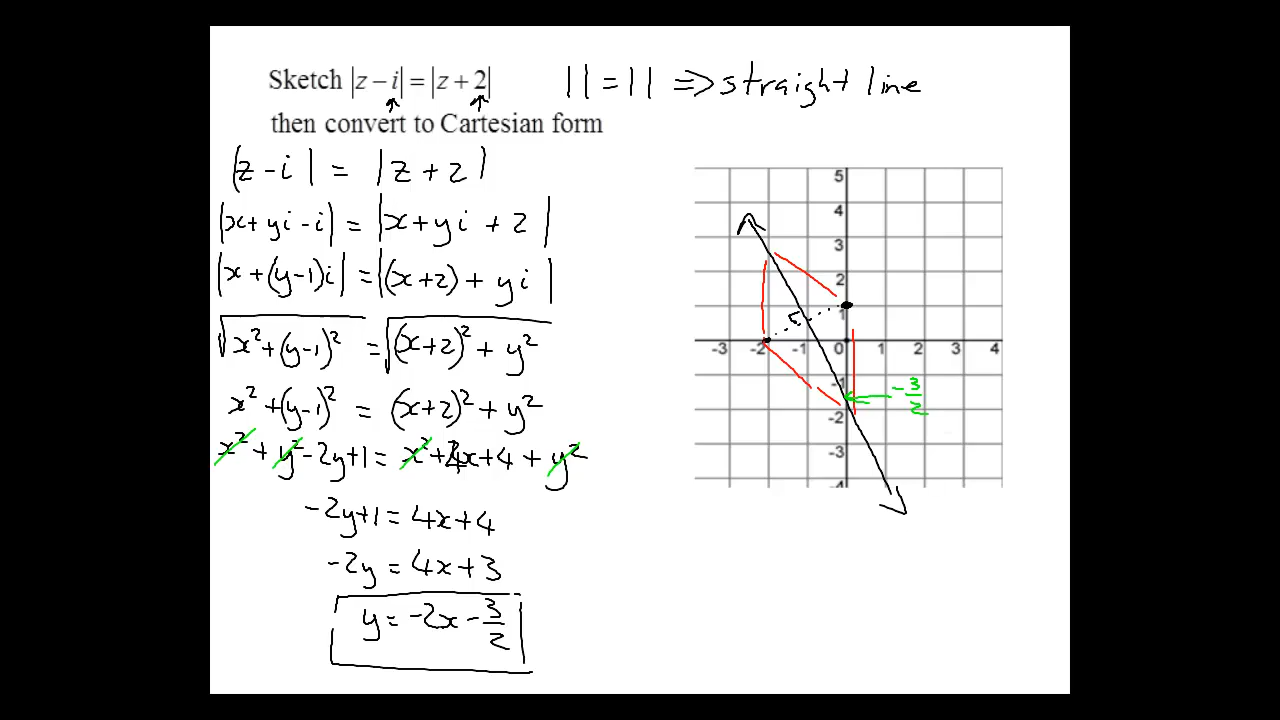 Sketch |z − i| = |z + 2|
|| = || ⇒ straight line
then convert to Cartesian form
|z − i| = |z + 2|
|x + yi − i| = |x + yi + 2|
|x + (y−1)i| = |(x+2) + yi|
√x² + (y−1)² = √(x+2)² + y²
x² + (y−1)² = (x+2)² + y²
x² + y² − 2y + 1 = x² + 4x + 4 + y²
−2y + 1 = 4x + 4
−2y = 4x + 3
y = −2x − 3/2
5
4
3
2
1
-3 -2 -1 0 1 2 3 4
-1
−3/2
-2
-3
-4